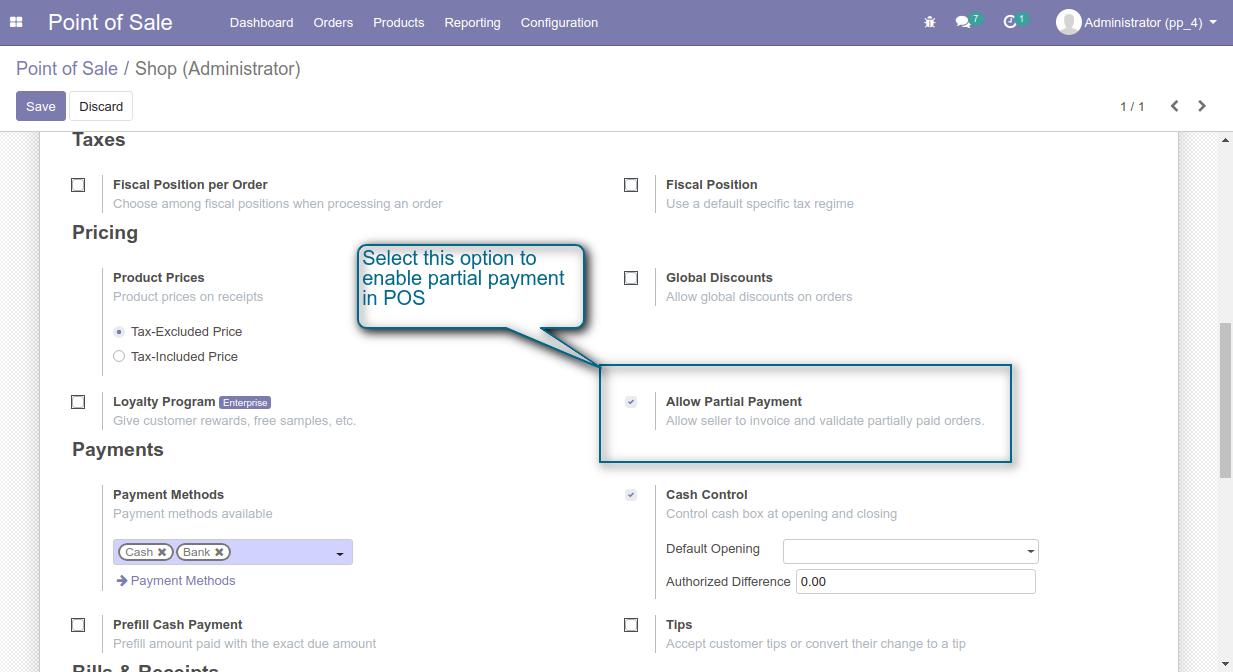 Point of Sale
Dashboard
Orders
Products
Reporting
Configuration
7
1
Administrator (pp_4)
Point of Sale / Shop (Administrator)
Save
Discard
1 / 1
Taxes
Fiscal Position per Order
Choose among fiscal positions when processing an order
Fiscal Position
Use a default specific tax regime
Pricing
Product Prices
Product prices on receipts
Tax-Excluded Price
Tax-Included Price
Select this option to
enable partial payment
in POS
Global Discounts
Allow global discounts on orders
Loyalty Program Enterprise
Give customer rewards, free samples, etc.
Allow Partial Payment
Allow seller to invoice and validate partially paid orders.
Payments
Payment Methods
Payment methods available
Cash
Bank
Payment Methods
Cash Control
Control cash box at opening and closing
Default Opening
Authorized Difference 0.00
Prefill Cash Payment
Prefill amount paid with the exact due amount
Tips
Accept customer tips or convert their change to a tip
Bills & Receipts